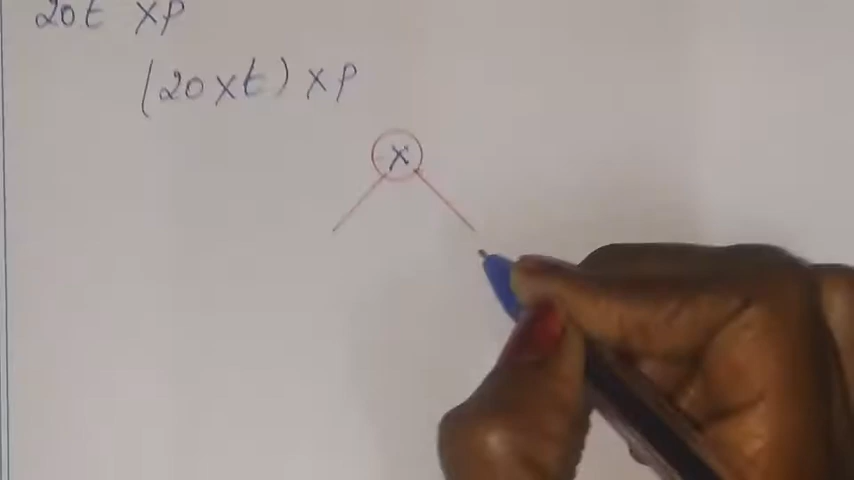 20t × p
(20 × t) × p
×